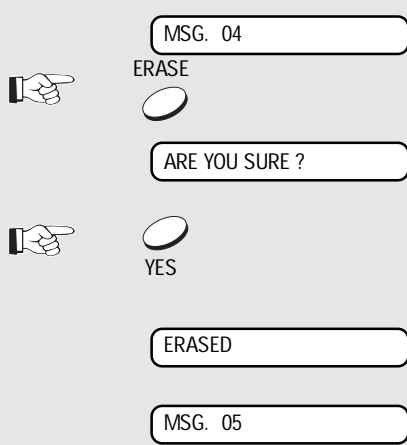 MSG. 04
ERASE
ARE YOU SURE ?
YES
ERASED
MSG. 05